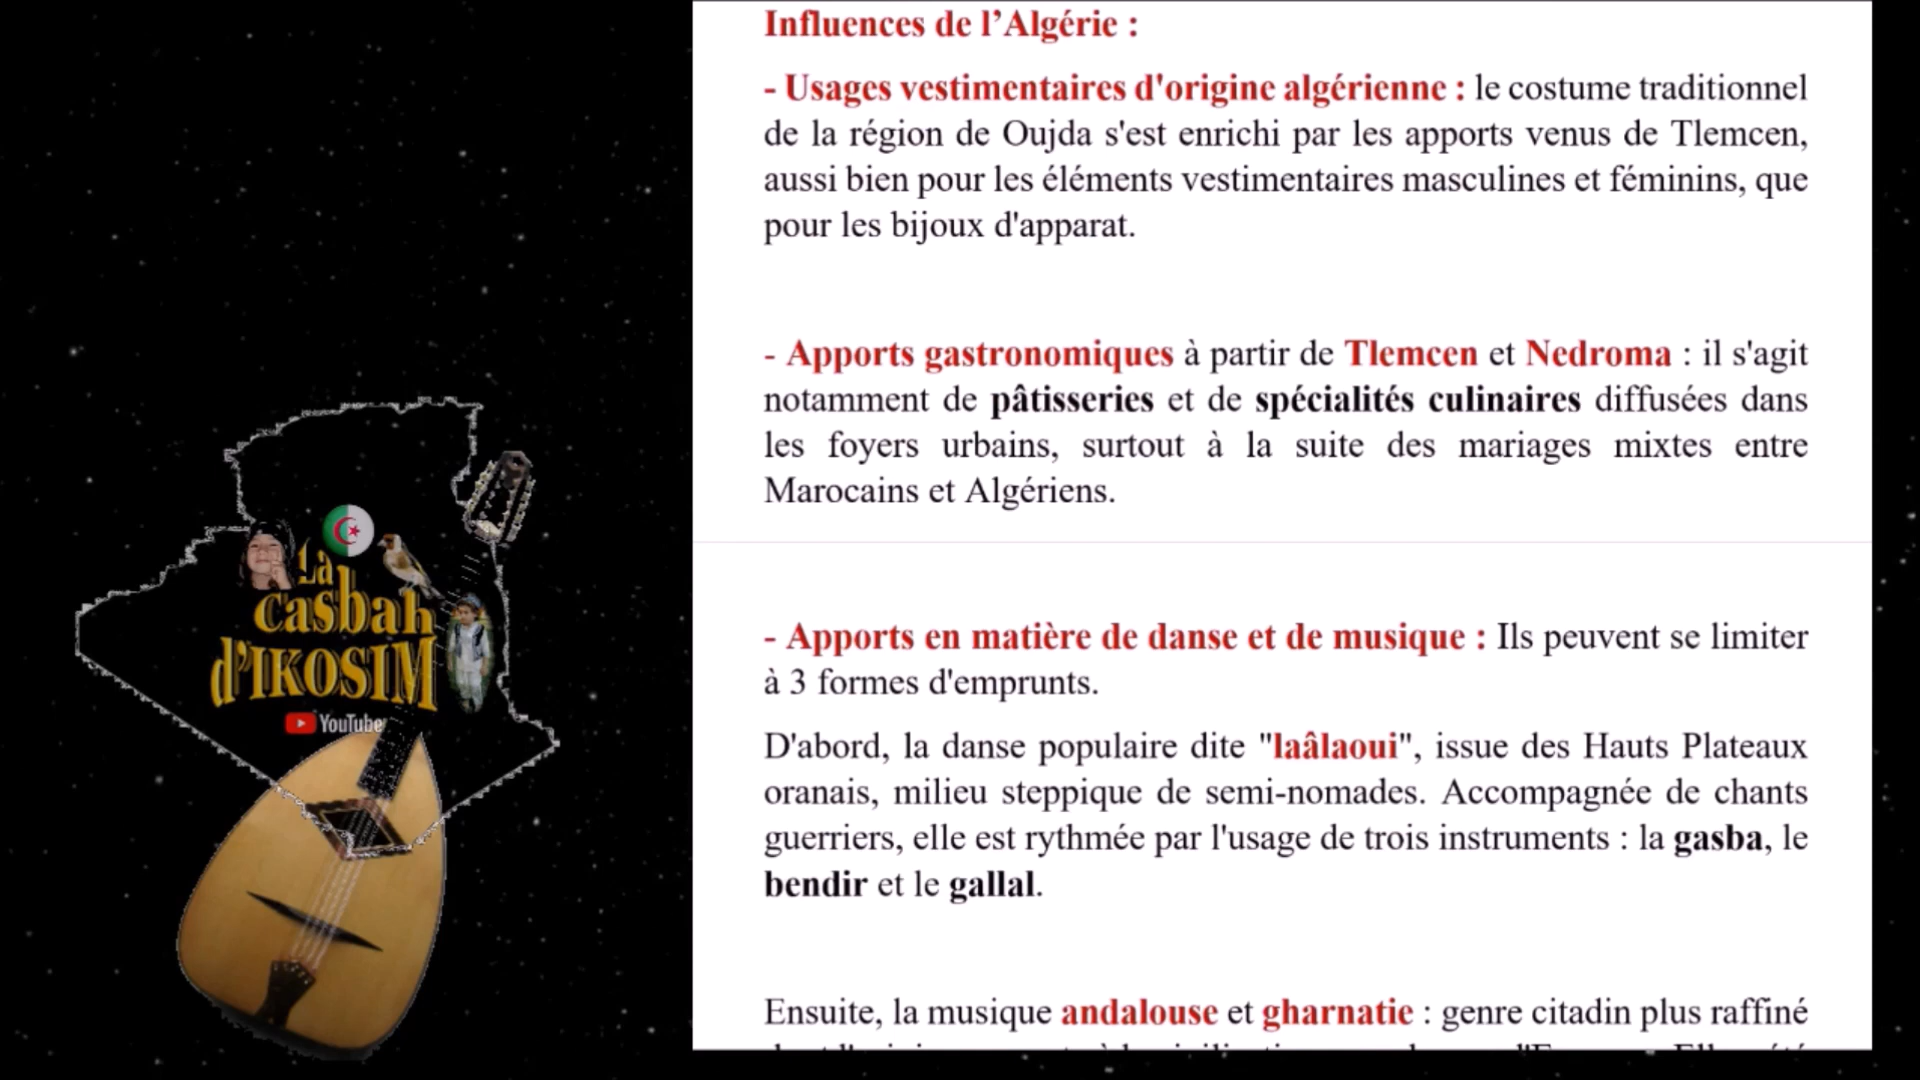 Influences de l’Algérie :
- Usages vestimentaires d'origine algérienne : le costume traditionnel
de la région de Oujda s'est enrichi par les apports venus de Tlemcen,
aussi bien pour les éléments vestimentaires masculines et féminins, que
pour les bijoux d'apparat.
- Apports gastronomiques à partir de Tlemcen et Nedroma : il s'agit
notamment de pâtisseries et de spécialités culinaires diffusées dans
les foyers urbains, surtout à la suite des mariages mixtes entre
Marocains et Algériens.
- Apports en matière de danse et de musique : Ils peuvent se limiter
à 3 formes d'emprunts.
D'abord, la danse populaire dite "laâlaoui", issue des Hauts Plateaux
oranais, milieu steppique de semi-nomades. Accompagnée de chants
guerriers, elle est rythmée par l'usage de trois instruments : la gasba, le
bendir et le gallal.
Ensuite, la musique andalouse et gharnatie : genre citadin plus raffiné
La
casbah
d'IKOSIM
YouTube